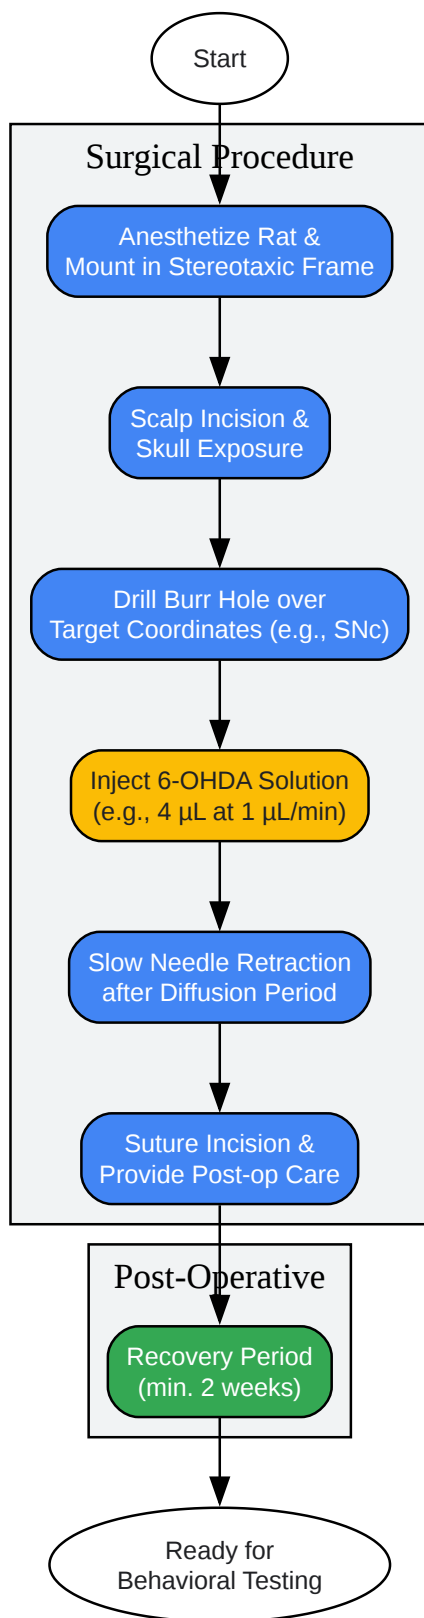 Start
Surgical Procedure
Anesthetize Rat &
Mount in Stereotaxic Frame
Scalp Incision &
Skull Exposure
Drill Burr Hole over
Target Coordinates (e.g., SNc)
Inject 6-OHDA Solution
(e.g., 4 µL at 1 µL/min)
Slow Needle Retraction
after Diffusion Period
Suture Incision &
Provide Post-op Care
Post-Operative
Recovery Period
(min. 2 weeks)
Ready for
Behavioral Testing